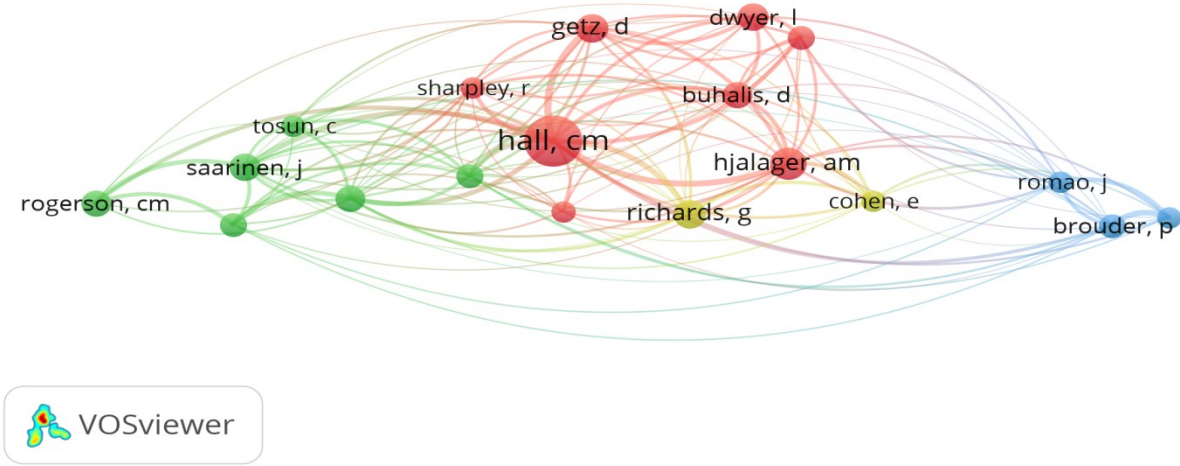 getz, d
dwyer, l
sharpley, r
buhalis, d
tosun, c
hall, cm
saarinen, j
hjalager, am
rogerson, cm
richards, g
cohen, e
romao, j
brouder, p
VOSviewer